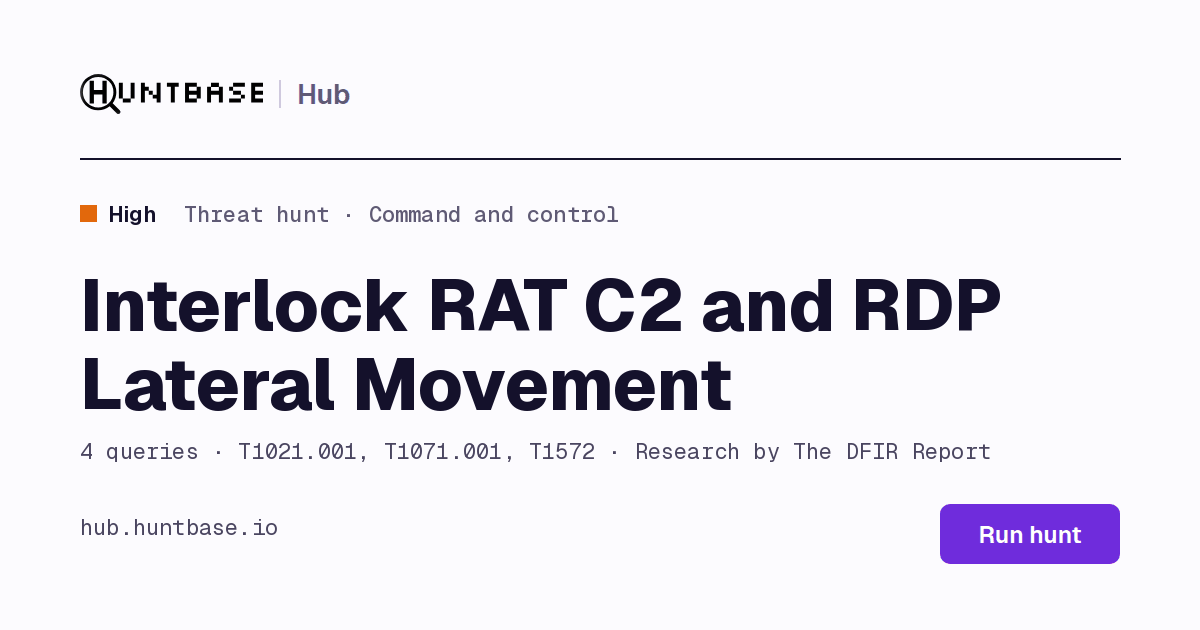 HUNTBASE Hub
High Threat hunt · Command and control
Interlock RAT C2 and RDP
Lateral Movement
4 queries · T1021.001, T1071.001, T1572 · Research by The DFIR Report
hub.huntbase.io
Run hunt